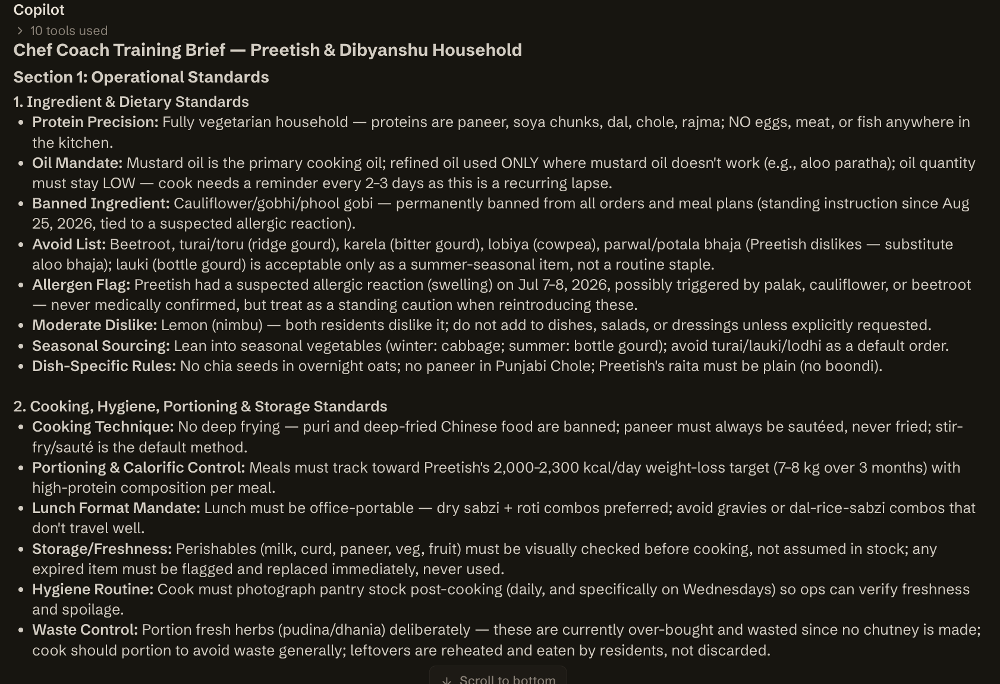 Copilot
> 10 tools used
Chef Coach Training Brief — Preetish & Dibyanshu Household
Section 1: Operational Standards
1. Ingredient & Dietary Standards
• Protein Precision: Fully vegetarian household — proteins are paneer, soya chunks, dal, chole, rajma; NO eggs, meat, or fish anywhere in
the kitchen.
• Oil Mandate: Mustard oil is the primary cooking oil; refined oil used ONLY where mustard oil doesn't work (e.g., aloo paratha); oil quantity
must stay LOW — cook needs a reminder every 2–3 days as this is a recurring lapse.
• Banned Ingredient: Cauliflower/gobhi/phool gobi — permanently banned from all orders and meal plans (standing instruction since Aug
25, 2026, tied to a suspected allergic reaction).
• Avoid List: Beetroot, turai/toru (ridge gourd), karela (bitter gourd), lobiya (cowpea), parwal/potala bhaja (Preetish dislikes — substitute
aloo bhaja); lauki (bottle gourd) is acceptable only as a summer-seasonal item, not a routine staple.
• Allergen Flag: Preetish had a suspected allergic reaction (swelling) on Jul 7–8, 2026, possibly triggered by palak, cauliflower, or beetroot
— never medically confirmed, but treat as a standing caution when reintroducing these.
• Moderate Dislike: Lemon (nimbu) — both residents dislike it; do not add to dishes, salads, or dressings unless explicitly requested.
• Seasonal Sourcing: Lean into seasonal vegetables (winter: cabbage; summer: bottle gourd); avoid turai/lauki/lodhi as a default order.
• Dish-Specific Rules: No chia seeds in overnight oats; no paneer in Punjabi Chole; Preetish's raita must be plain (no boondi).
2. Cooking, Hygiene, Portioning & Storage Standards
• Cooking Technique: No deep frying — puri and deep-fried Chinese food are banned; paneer must always be sautéed, never fried; stir-
fry/sauté is the default method.
• Portioning & Calorific Control: Meals must track toward Preetish's 2,000–2,300 kcal/day weight-loss target (7–8 kg over 3 months) with
high-protein composition per meal.
• Lunch Format Mandate: Lunch must be office-portable — dry sabzi + roti combos preferred; avoid gravies or dal-rice-sabzi combos that
don't travel well.
• Storage/Freshness: Perishables (milk, curd, paneer, veg, fruit) must be visually checked before cooking, not assumed in stock; any
expired item must be flagged and replaced immediately, never used.
• Hygiene Routine: Cook must photograph pantry stock post-cooking (daily, and specifically on Wednesdays) so ops can verify freshness
and spoilage.
• Waste Control: Portion fresh herbs (pudina/dhania) deliberately — these are currently over-bought and wasted since no chutney is made;
cook should portion to avoid waste generally; leftovers are reheated and eaten by residents, not discarded.
↓ Scroll to bottom